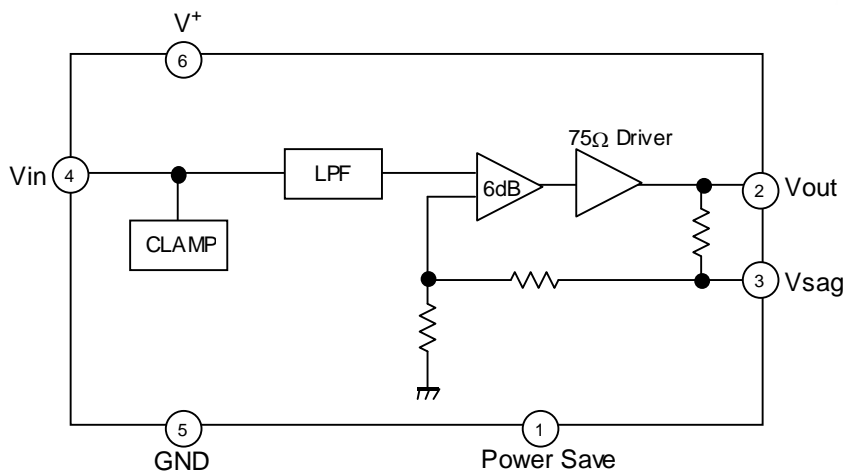 V+
6
75Ω Driver
4
Vin
LPF
6dB
2
Vout
CLAMP
3
Vsag
5
GND
1
Power Save